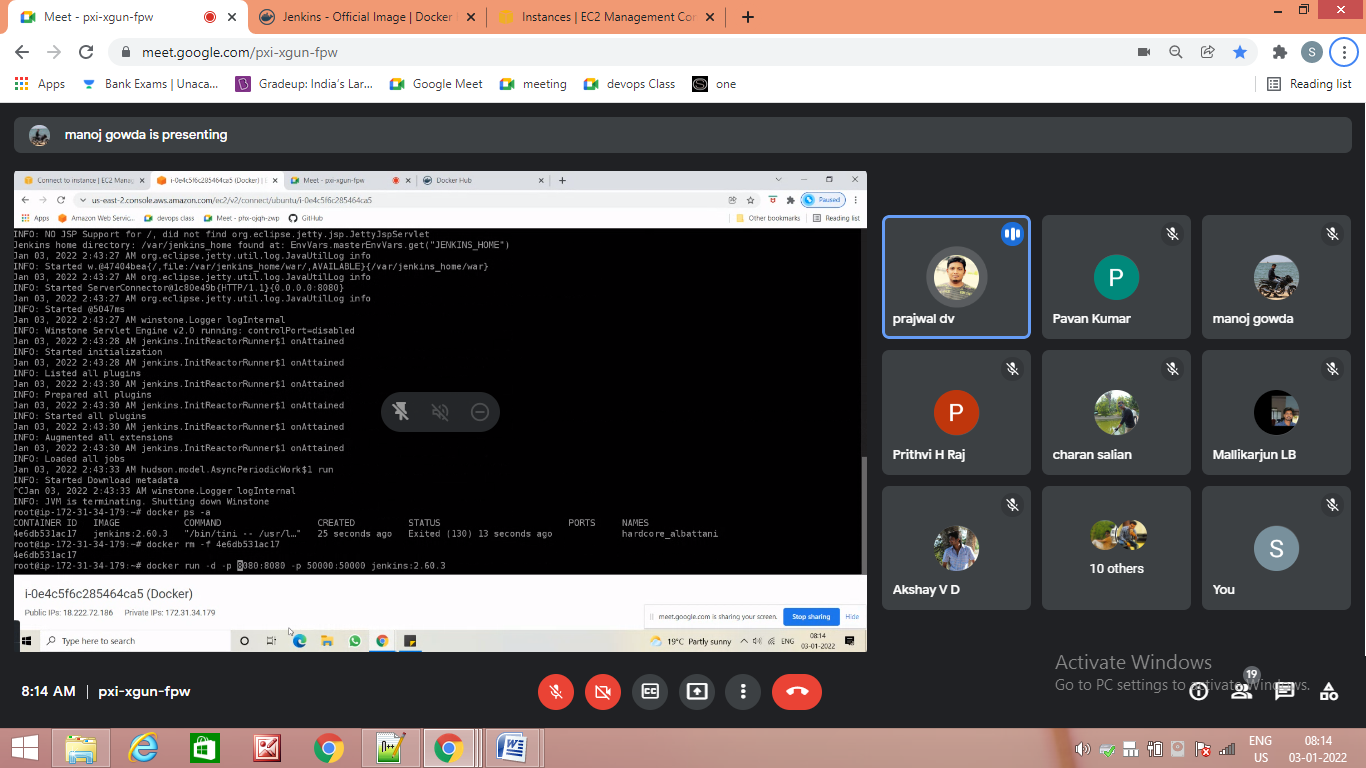 Meet - pxi-xgun-fpw
Jenkins - Official Image | Docker
Instances | EC2 Management Con
meet.google.com/pxi-xgun-fpw
S
Apps
Bank Exams | Unaca...
Gradeup: India's Lar...
Google Meet
meeting
devops Class
one
Reading list
manoj gowda is presenting
Connect to instance | EC2 Manag
i-0e4c5f6c285464ca5 (Docker) |
Meet - pxi-xgun-fpw
Docker Hub
us-east-2.console.aws.amazon.com/ec2/v2/connect/ubuntu/i-0e4c5f6c285464ca5
Paused
Apps
Amazon Web Servic...
devops class
Meet - phx-qjqh-zwp
GitHub
Other bookmarks
Reading list
INFO: NO JSP Support for /, did not find org.eclipse.jetty.jsp.JettyJspServlet
Jenkins home directory: /var/jenkins_home found at: EnvVars.masterEnvVars.get("JENKINS_HOME")
Jan 03, 2022 2:43:27 AM org.eclipse.jetty.util.log.JavaUtilLog info
INFO: Started w.@47404bea{/,file:/var/jenkins_home/war/,AVAILABLE}{/var/jenkins_home/war}
Jan 03, 2022 2:43:27 AM org.eclipse.jetty.util.log.JavaUtilLog info
INFO: Started ServerConnector@1c80e49b{HTTP/1.1}{0.0.0.0:8080}
Jan 03, 2022 2:43:27 AM org.eclipse.jetty.util.log.JavaUtilLog info
INFO: Started @5047ms
Jan 03, 2022 2:43:27 AM winstone.Logger logInternal
INFO: Winstone Servlet Engine v2.0 running: controlPort=disabled
Jan 03, 2022 2:43:28 AM jenkins.InitReactorRunner$1 onAttained
INFO: Started initialization
Jan 03, 2022 2:43:28 AM jenkins.InitReactorRunner$1 onAttained
INFO: Listed all plugins
Jan 03, 2022 2:43:30 AM jenkins.InitReactorRunner$1 onAttained
INFO: Prepared all plugins
Jan 03, 2022 2:43:30 AM jenkins.InitReactorRunner$1 onAttained
INFO: Started all plugins
Jan 03, 2022 2:43:30 AM jenkins.InitReactorRunner$1 onAttained
INFO: Augmented all extensions
Jan 03, 2022 2:43:30 AM jenkins.InitReactorRunner$1 onAttained
INFO: Loaded all jobs
Jan 03, 2022 2:43:33 AM hudson.model.AsyncPeriodicWork$1 run
INFO: Started Download metadata
^CJan 03, 2022 2:43:33 AM winstone.Logger logInternal
INFO: JVM is terminating. Shutting down Winstone
root@ip-172-31-34-179:~# docker ps -a
CONTAINER ID IMAGE COMMAND CREATED STATUS PORTS NAMES
4e6db531ac17 jenkins:2.60.3 "/bin/tini -- /usr/l…" 25 seconds ago Exited (130) 13 seconds ago hardcore_albattani
root@ip-172-31-34-179:~# docker rm -f 4e6db531ac17
4e6db531ac17
root@ip-172-31-34-179:~# docker run -d -p 8080:8080 -p 50000:50000 jenkins:2.60.3
i-0e4c5f6c285464ca5 (Docker)
Public IPs: 18.222.72.186 Private IPs: 172.31.34.179
meet.google.com is sharing your screen.
Stop sharing
Hide
Type here to search
19°C Partly sunny
ENG
08:14
03-01-2022
prajwal dv
P
Pavan Kumar
manoj gowda
P
Prithvi H Raj
charan salian
Mallikarjun LB
Akshay V D
10 others
S
You
8:14 AM | pxi-xgun-fpw
19
Activate Windows
Go to PC settings to activate Windows.
ENG
US
08:14
03-01-2022